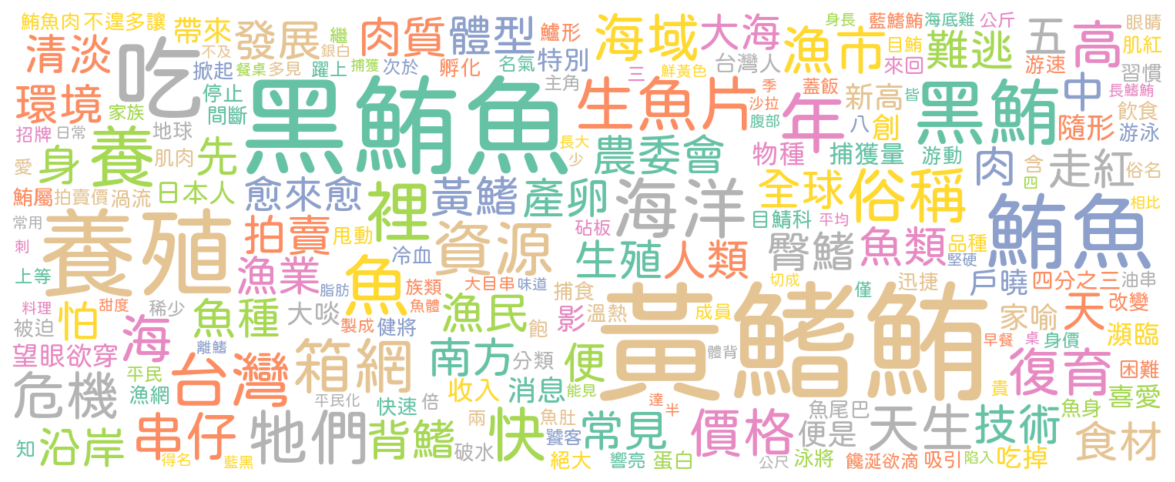 鮪魚肉 不遑多讓 帶來 發展 繼 肉質 體型 鱸形 海域 大海 身長 藍鰭鮪 海底雞 公斤 眼睛
清淡 吃 不及 銀白 掀起 餐桌 多見 躍上 捕獲 次於 名氣 特別 台灣人 漁市 目鮪 來回 難逃 五 高 肌紅
環境 停止 間斷 孵化 主角 三 鮮黃色 季 蓋飯 皆 游速 習慣
家族 黑鮪魚 生魚片 沙拉 腹部 年 新高 八 創 黑鮪 中 長鰭鮪 飲食
招牌 日常 地球 養 長大 少 農委會 物種 捕獲量 游動 隨形 游泳
愛 身 肌肉 先 肉 走紅 含 四 俗名
鮪屬 拍賣價 渦流 日本人 愈來愈 裡 黃鰭 產卵 海洋 目鯖科 全球 俗稱 相比
常用 刺 養殖 拍賣 甩動 冷血 資源 砧板 平均 鮪魚
上等 漁業 魚 生殖 人類 臀鰭 魚類 品種 堅硬
料理 甜度 稀少 脂肪 族類 大目串 味道 切成 僅 迅捷 戶曉 四分之三 油串
被迫 怕 魚種 大啖 製成 健將 魚體 漁民 捕食 飽 影 溫熱 成員 黃鰭鮪 家喻 天 改變 瀕臨
望眼欲穿 海 離鰭 箱網 南方 分類 便 體背 早餐 桌 身價 困難
危機 平民 漁網 台灣 平民化 快速 倍 收入 消息 能見 達 半 貴 復育 喜愛
沿岸 串仔 牠們 背鰭 兩 魚肚 快 常見 價格 魚尾巴 天生 技術 魚身
知 得名 藍黑 破水 饕客 絕大 響亮 蛋白 公尺 泳將 便是 饞涎欲滴 吸引 陷入 吃掉 食材